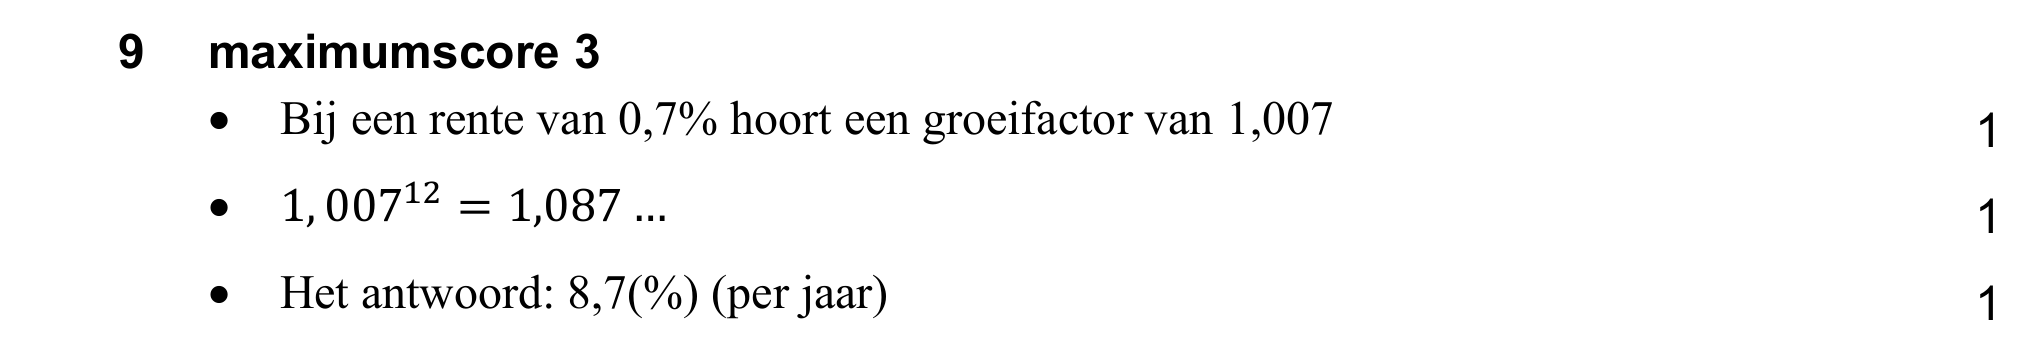 9 maximumscore 3
• Bij een rente van 0,7% hoort een groeifactor van 1,007 1
• 1,007¹² = 1,087 ... 1
• Het antwoord: 8,7(%) (per jaar) 1